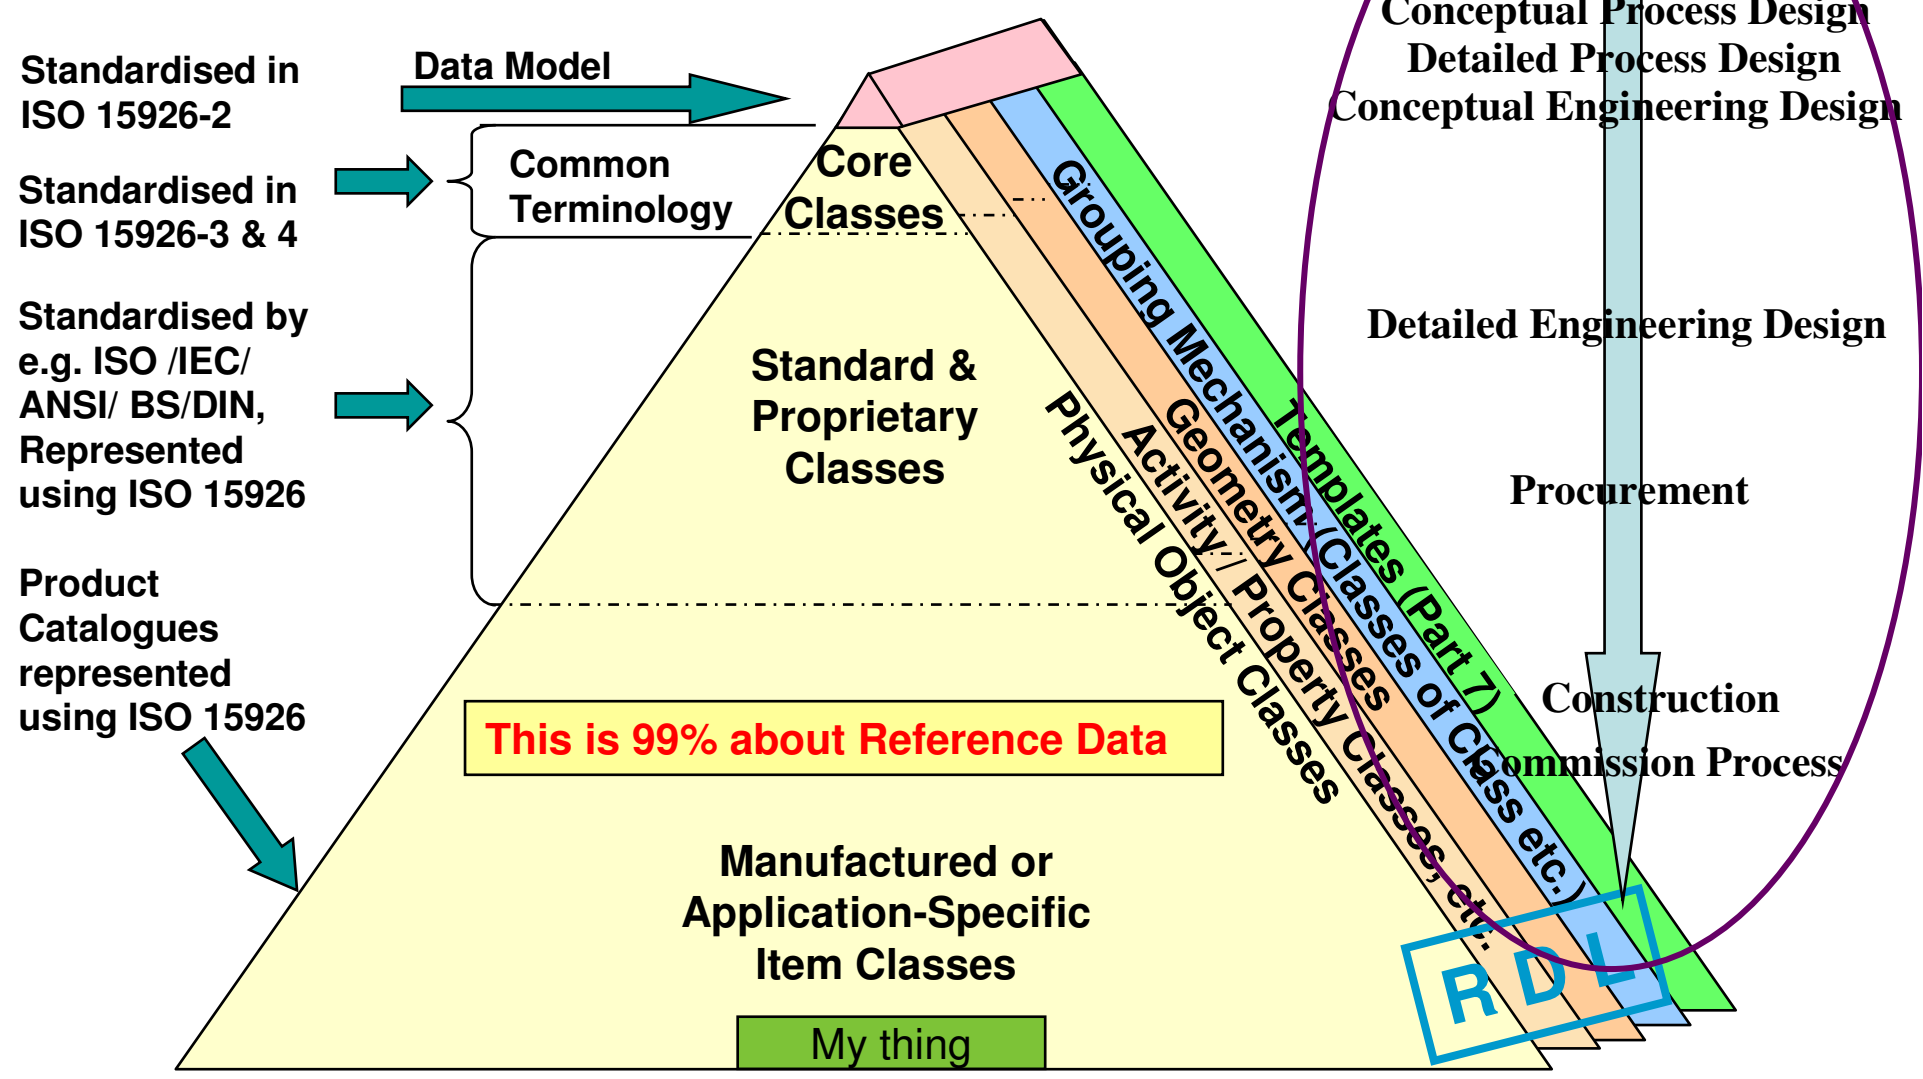 Standardised in
ISO 15926-2
Data Model
Standardised in
ISO 15926-3 & 4
Common
Terminology
Standardised by
e.g. ISO /IEC/
ANSI/ BS/DIN,
Represented
using ISO 15926
Product
Catalogues
represented
using ISO 15926
Core
Classes
Standard &
Proprietary
Classes
This is 99% about Reference Data
Manufactured or
Application-Specific
Item Classes
My thing
Physical Object Classes
Activity/ Property Classes, etc.
Geometry Classes
Grouping Mechanism (Classes of Class etc.)
Templates (Part 7)
R D L
Conceptual Process Design
Detailed Process Design
Conceptual Engineering Design
Detailed Engineering Design
Procurement
Construction
Commission Process